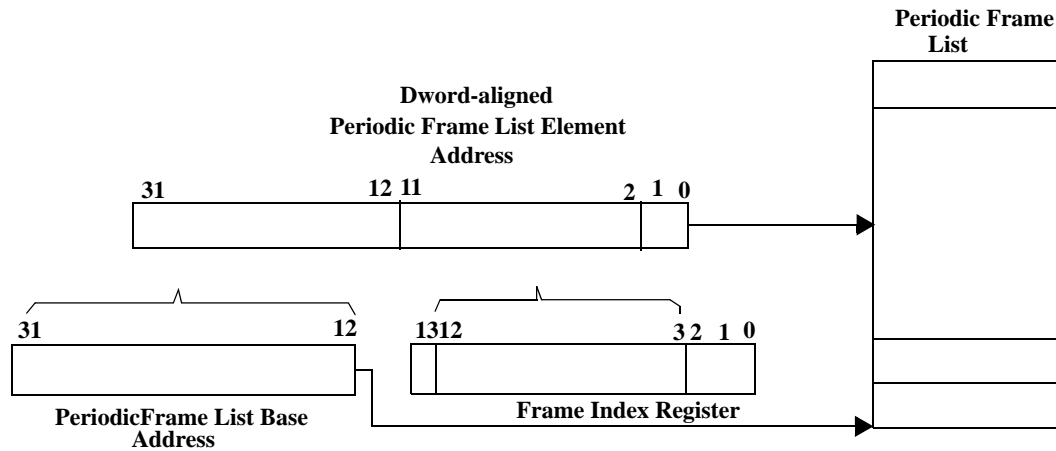 Periodic Frame
List
Dword-aligned
Periodic Frame List Element
Address
31 12 11 2 1 0
31 12 1312 3 2 1 0
PeriodicFrame List Base
Address
Frame Index Register